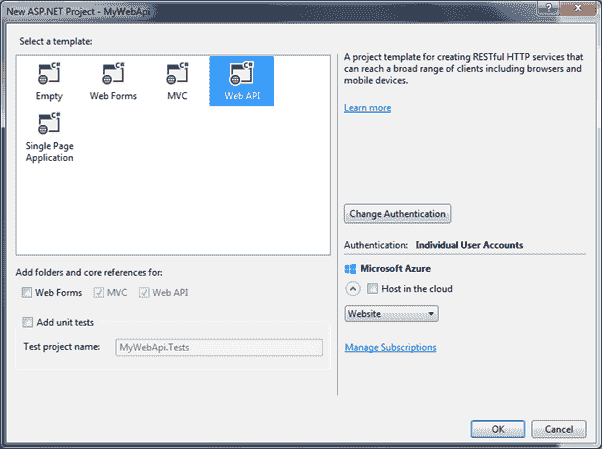 New ASP.NET Project - MyWebApi
Select a template:
Empty
Web Forms
MVC
Web API
Single Page
Application
A project template for creating RESTful HTTP services that
can reach a broad range of clients including browsers and
mobile devices.
Learn more
Change Authentication
Authentication: Individual User Accounts
Microsoft Azure
Host in the cloud
Website
Manage Subscriptions
Add folders and core references for:
Web Forms MVC Web API
Add unit tests
Test project name: MyWebApi.Tests
OK Cancel